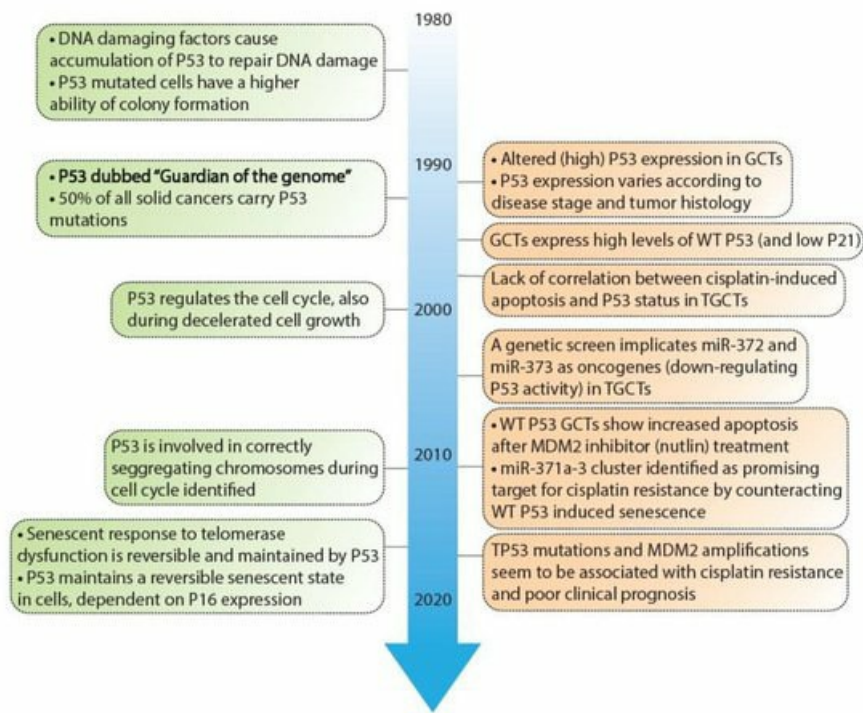 1980
• DNA damaging factors cause
accumulation of P53 to repair DNA damage
• P53 mutated cells have a higher
ability of colony formation
1990
• Altered (high) P53 expression in GCTs
• P53 expression varies according to
disease stage and tumor histology
• P53 dubbed “Guardian of the genome”
• 50% of all solid cancers carry P53
mutations
GCTs express high levels of WT P53 (and low P21)
Lack of correlation between cisplatin-induced
apoptosis and P53 status in TGCTs
P53 regulates the cell cycle, also
during decelerated cell growth
2000
A genetic screen implicates miR-372 and
miR-373 as oncogenes (down-regulating
P53 activity) in TGCTs
• WT P53 GCTs show increased apoptosis
after MDM2 inhibitor (nutlin) treatment
• miR-371a-3 cluster identified as promising
target for cisplatin resistance by counteracting
WT P53 induced senescence
2010
P53 is involved in correctly
seggregating chromosomes during
cell cycle identified
• Senescent response to telomerase
dysfunction is reversible and maintained by P53
• P53 maintains a reversible senescent state
in cells, dependent on P16 expression
TP53 mutations and MDM2 amplifications
seem to be associated with cisplatin resistance
and poor clinical prognosis
2020